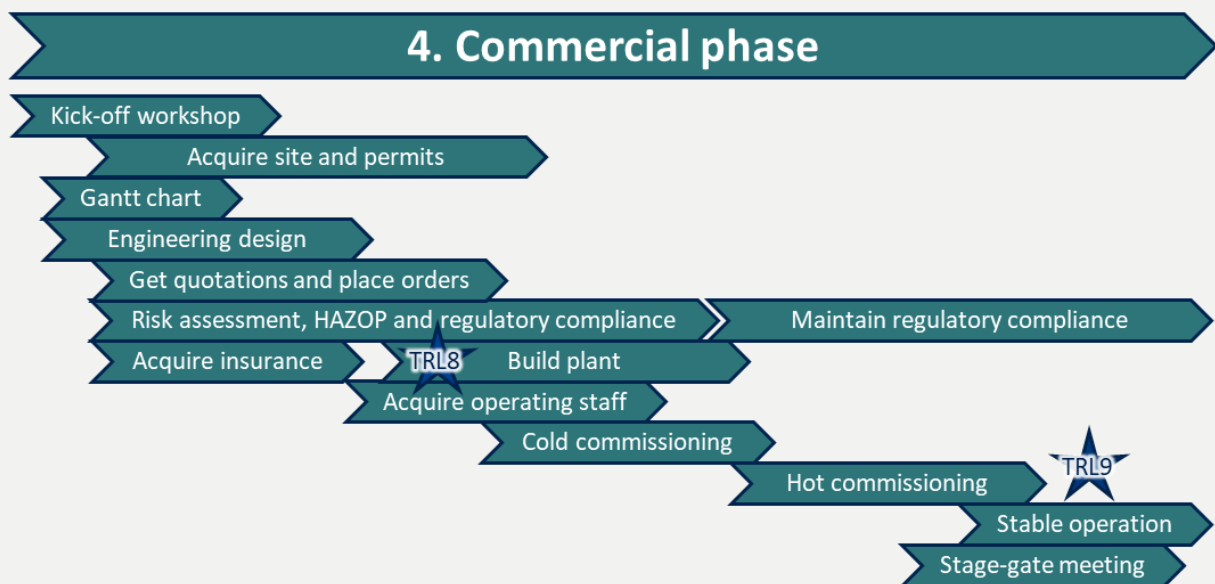 4. Commercial phase
Kick-off workshop
Acquire site and permits
Gantt chart
Engineering design
Get quotations and place orders
Risk assessment, HAZOP and regulatory compliance
Maintain regulatory compliance
Acquire insurance
TRL8
Build plant
Acquire operating staff
Cold commissioning
TRL9
Hot commissioning
Stable operation
Stage-gate meeting